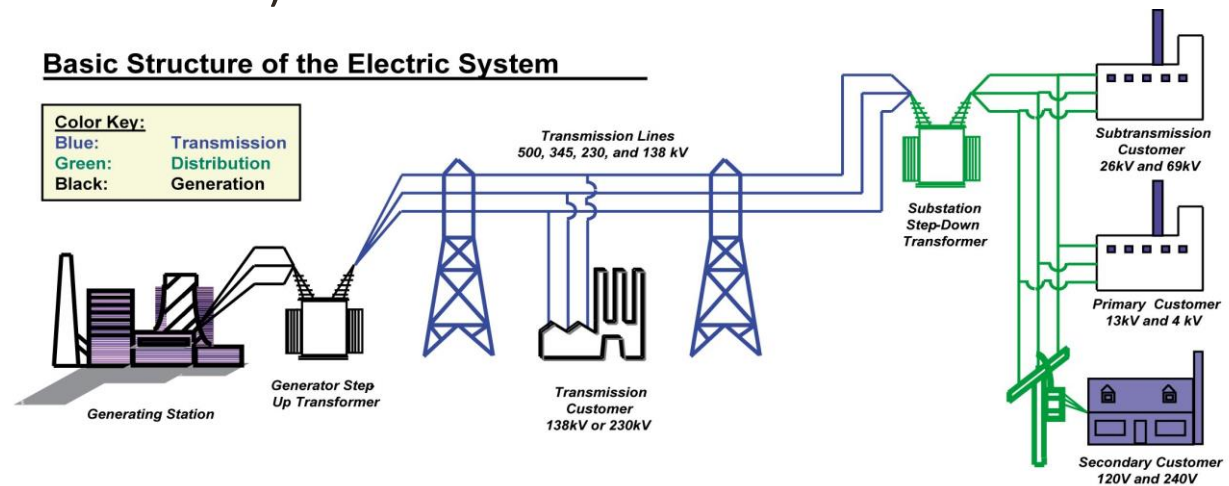 Basic Structure of the Electric System
Color Key:
Blue: Transmission
Green: Distribution
Black: Generation
Transmission Lines
500, 345, 230, and 138 kV
Generating Station
Generator Step
Up Transformer
Transmission
Customer
138kV or 230kV
Substation
Step-Down
Transformer
Subtransmission
Customer
26kV and 69kV
Primary Customer
13kV and 4 kV
Secondary Customer
120V and 240V